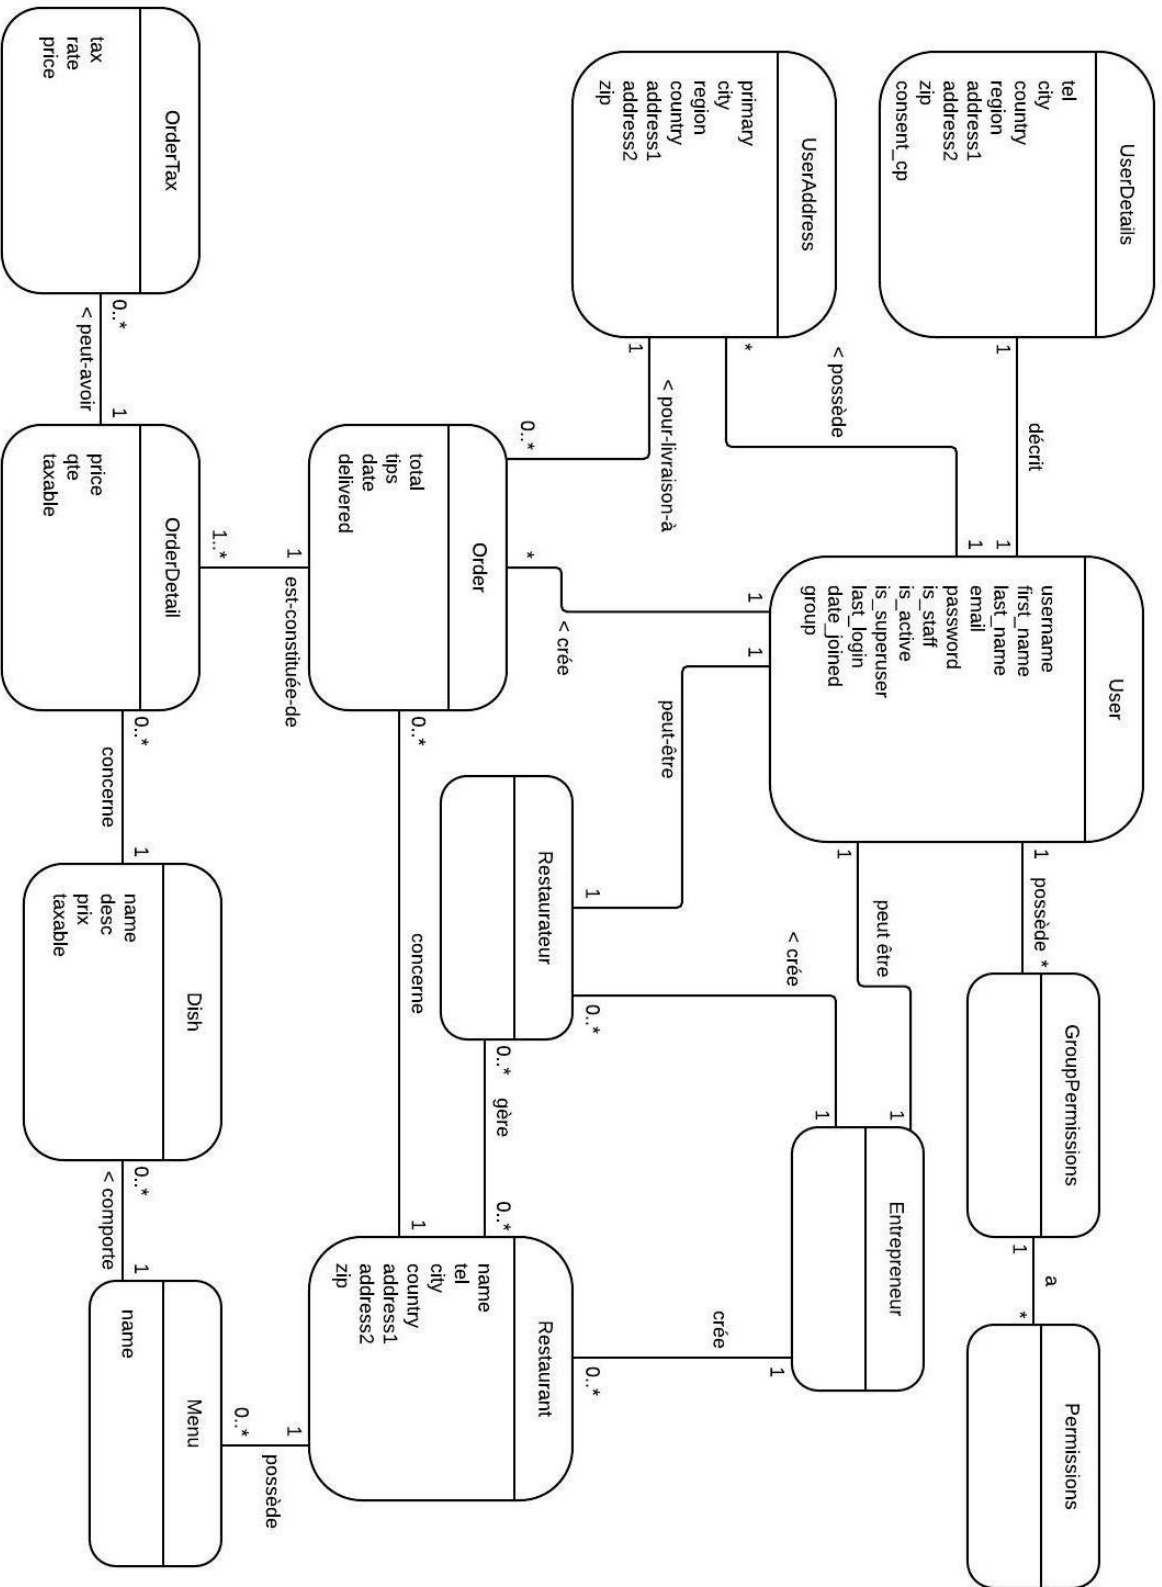 UserDetails
tel
city
country
region
address1
address2
zip
consent_cp
1
décrit
1
User
username
first_name
last_name
email
password
is_staff
is_active
is_superuser
last_login
date_joined
group
1
possède
*
GroupPermissions
1
a
*
Permissions
UserAddress
primary
city
region
country
address1
address2
zip
*
< possède
1
1
< pour-livraison-à
0..*
1
peut être
1
Entrepreneur
1
< crée
0..*
1
crée
0..*
1
< crée
*
1
peut-être
1
Restaurateur
0..*
gère
0..*
Order
total
tips
date
delivered
0..*
concerne
1
Restaurant
name
tel
city
country
address1
address2
zip
1
est-constituée-de
1..*
1
possède
0..*
OrderTax
tax
rate
price
0..*
< peut-avoir
1
OrderDetail
price
qte
taxable
0..*
concerne
1
Dish
name
desc
prix
taxable
0..*
< comporte
1
Menu
name